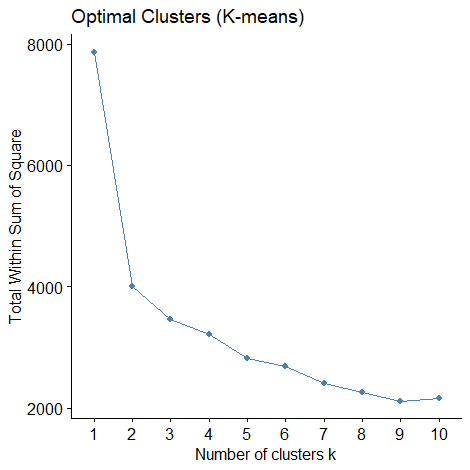 Optimal Clusters (K-means)
8000
6000
4000
2000
Total Within Sum of Square
1 2 3 4 5 6 7 8 9 10
Number of clusters k